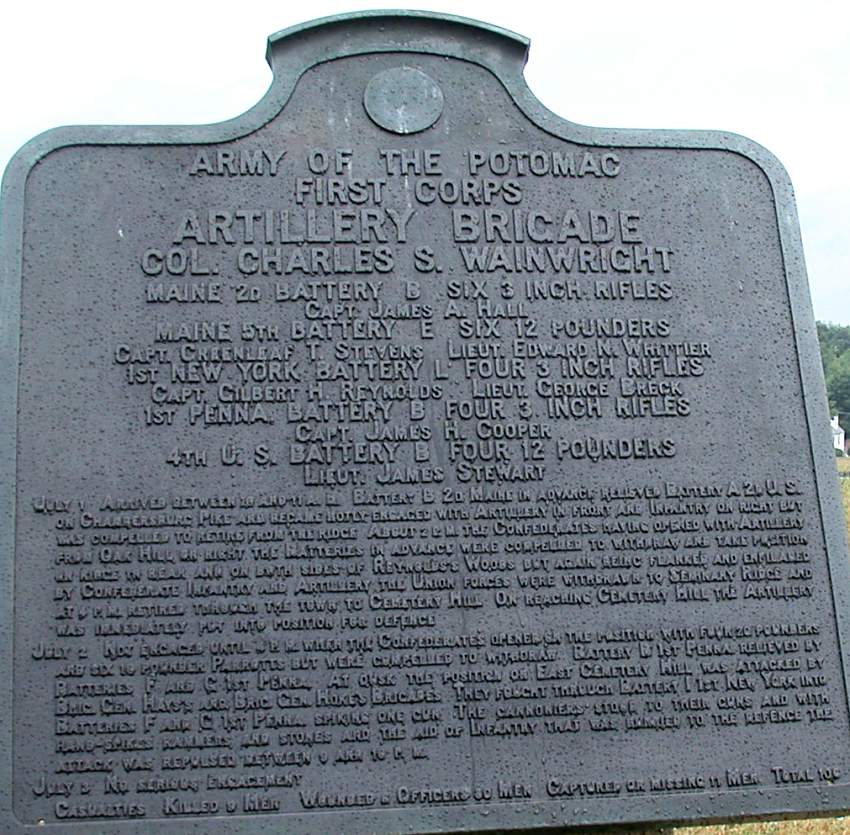 ARMY OF THE POTOMAC
FIRST CORPS
ARTILLERY BRIGADE
COL. CHARLES S. WAINWRIGHT
MAINE 2D BATTERY B SIX 3 INCH RIFLES
CAPT. JAMES A. HALL
MAINE 5TH BATTERY E SIX 12 POUNDERS
CAPT. GREENLEAF T. STEVENS LIEUT. EDWARD N. WHITTIER
1ST NEW YORK BATTERY L FOUR 3 INCH RIFLES
CAPT. GILBERT H. REYNOLDS LIEUT. GEORGE BRECK
1ST PENNA. BATTERY B FOUR 3 INCH RIFLES
CAPT. JAMES H. COOPER
4TH U. S. BATTERY B FOUR 12 POUNDERS
LIEUT. JAMES STEWART
JULY 1 ARRIVED BETWEEN 10 AND 11 A. M. BATTERY B 2D MAINE IN ADVANCE RELIEVED BATTERY A 2D U. S.
ON CHAMBERSBURG PIKE AND BECAME HOTLY ENGAGED WITH ARTILLERY IN FRONT AND INFANTRY ON RIGHT BUT
WAS COMPELLED TO RETIRE FROM THE RIDGE ABOUT 2 P. M. THE CONFEDERATES HAVING OPENED WITH ARTILLERY
FROM OAK HILL ON RIGHT THE BATTERIES IN ADVANCE WERE COMPELLED TO WITHDRAW AND TAKE POSITION
ON RIDGE IN REAR AND ON BOTH SIDES OF REYNOLDS'S WOODS BUT AGAIN BEING FLANKED AND ENFILADED
BY CONFEDERATE INFANTRY AND ARTILLERY THE UNION FORCES WERE WITHDRAWN TO SEMINARY RIDGE AND
AT P. M. RETIRED THROUGH THE TOWN TO CEMETERY HILL ON REACHING CEMETERY HILL THE ARTILLERY
WAS IMMEDIATELY PUT INTO POSITION FOR DEFENCE
JULY 2 NOT ENGAGED UNTIL P. M. WHEN THE CONFEDERATES OPENED ON THE POSITION WITH FOUR 20 POUNDERS
AND SIX 10 POUNDER PARROTTS BUT WERE COMPELLED TO WITHDRAW BATTERY B 1ST PENNA. RELIEVED BY
BATTERIES F AND G 1ST PENNA. AT DUSK THE POSITION ON EAST CEMETERY HILL WAS ATTACKED BY
BRIG. GEN. HAYS'S AND BRIG. GEN. HOKE'S BRIGADES THEY FOUGHT THROUGH BATTERY I 1ST NEW YORK INTO
BATTERIES F AND G 1ST PENNA. SPIKING ONE GUN THE CANNONIERS STOOD TO THEIR GUNS AND WITH
HAND-SPIKES RAMMERS AND STONES AND THE AID OF INFANTRY THAT WAS HURRIED TO THE DEFENCE THE
ATTACK WAS REPULSED BETWEEN 9 AND 10 P. M.
JULY 3 NO SERIOUS ENGAGEMENT
CASUALTIES KILLED 9 MEN WOUNDED OFFICERS 80 MEN CAPTURED OR MISSING 11 MEN TOTAL 106